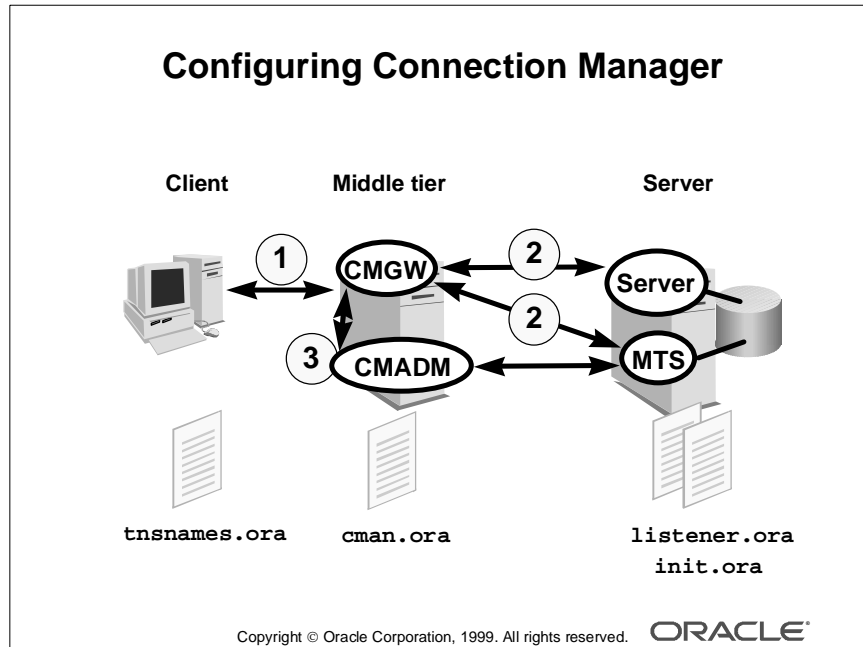 Configuring Connection Manager
Client
Middle tier
Server
1
CMGW
2
Server
2
3
CMADM
MTS
tnsnames.ora
cman.ora
listener.ora
init.ora
Copyright © Oracle Corporation, 1999. All rights reserved.
ORACLE®